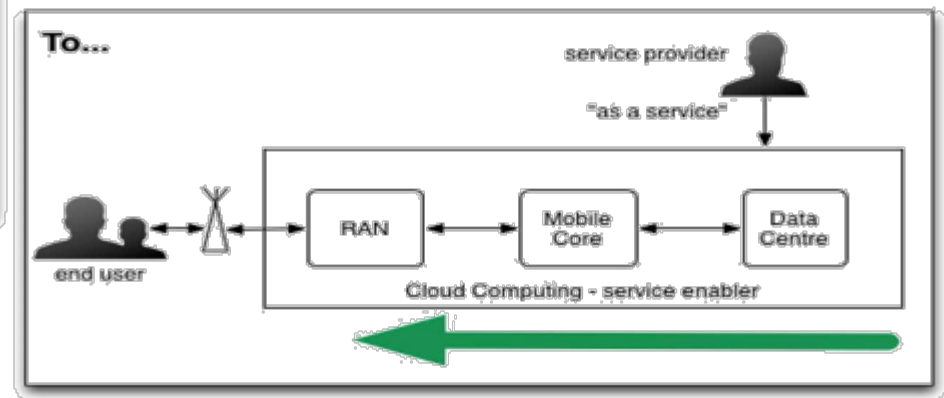 To...
service provider
"as a service"
RAN
Mobile
Core
Data
Centre
end user
Cloud Computing - service enabler